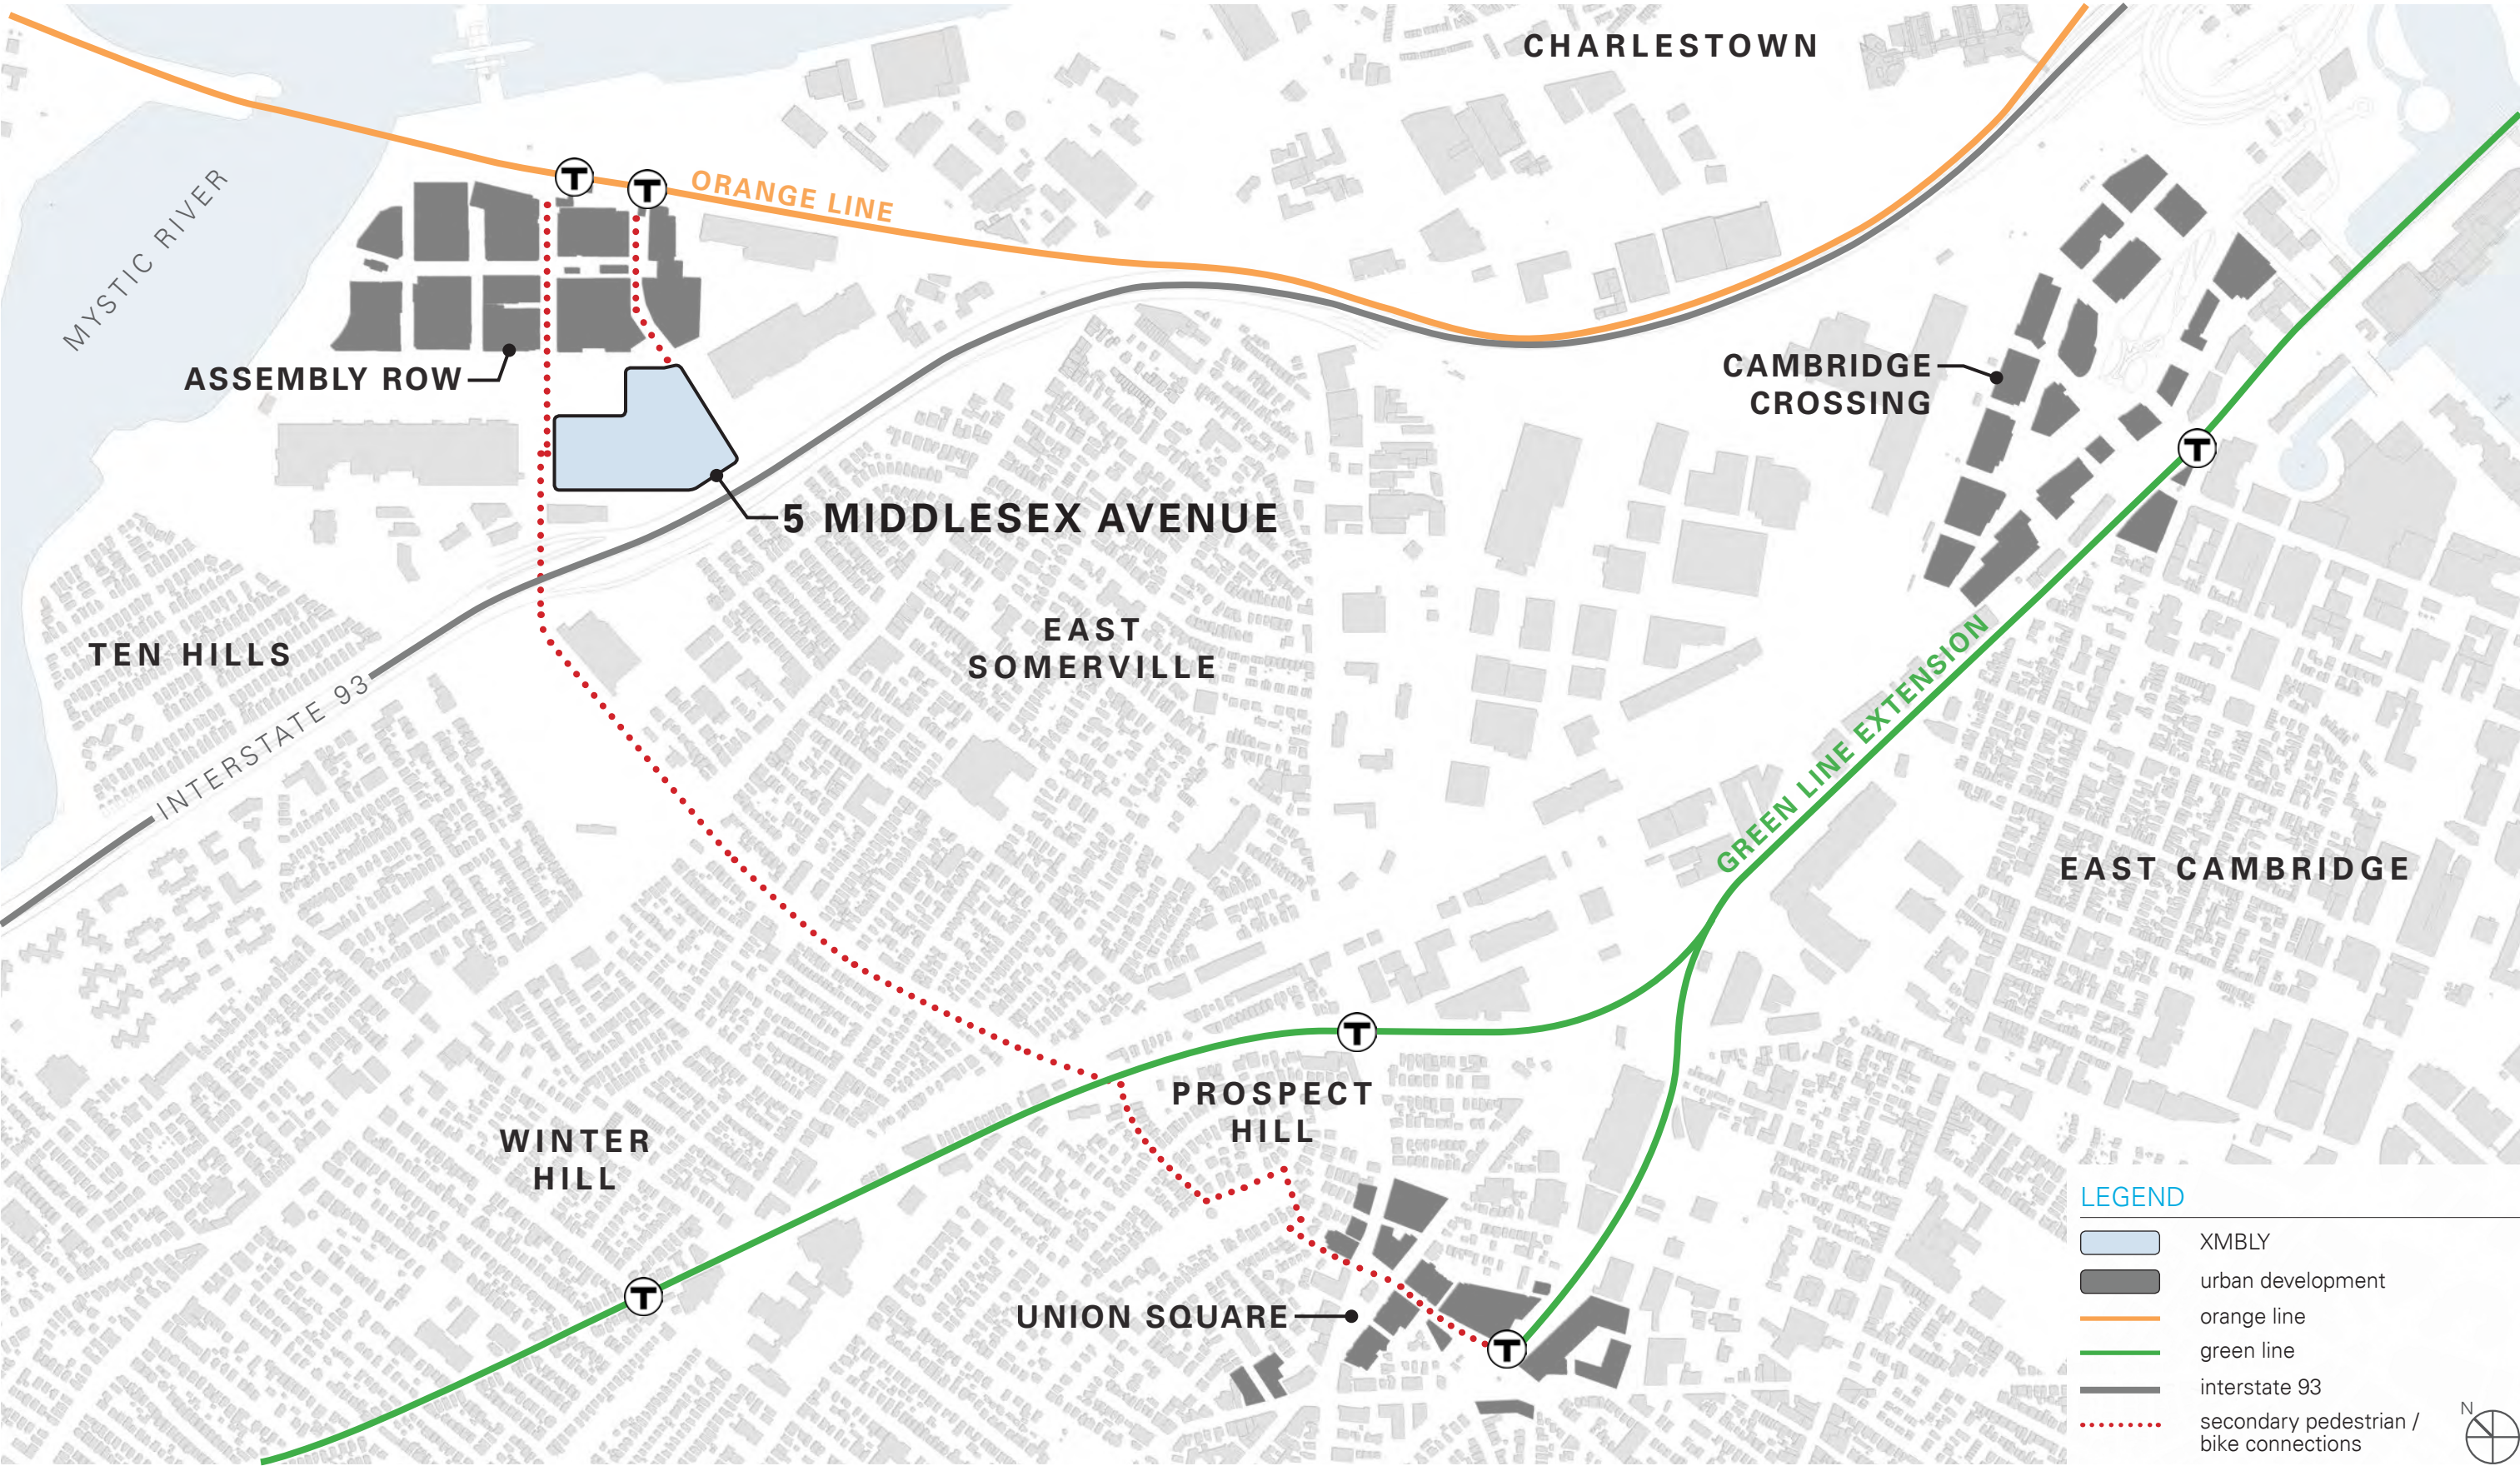 CHARLESTOWN
MYSTIC RIVER
T
T
ORANGE LINE
ASSEMBLY ROW
CAMBRIDGE
CROSSING
T
5 MIDDLESEX AVENUE
TEN HILLS
INTERSTATE 93
EAST
SOMERVILLE
GREEN LINE EXTENSION
EAST CAMBRIDGE
T
PROSPECT
HILL
WINTER
HILL
T
UNION SQUARE
T
LEGEND
XMBLY
urban development
orange line
green line
interstate 93
secondary pedestrian /
bike connections
N